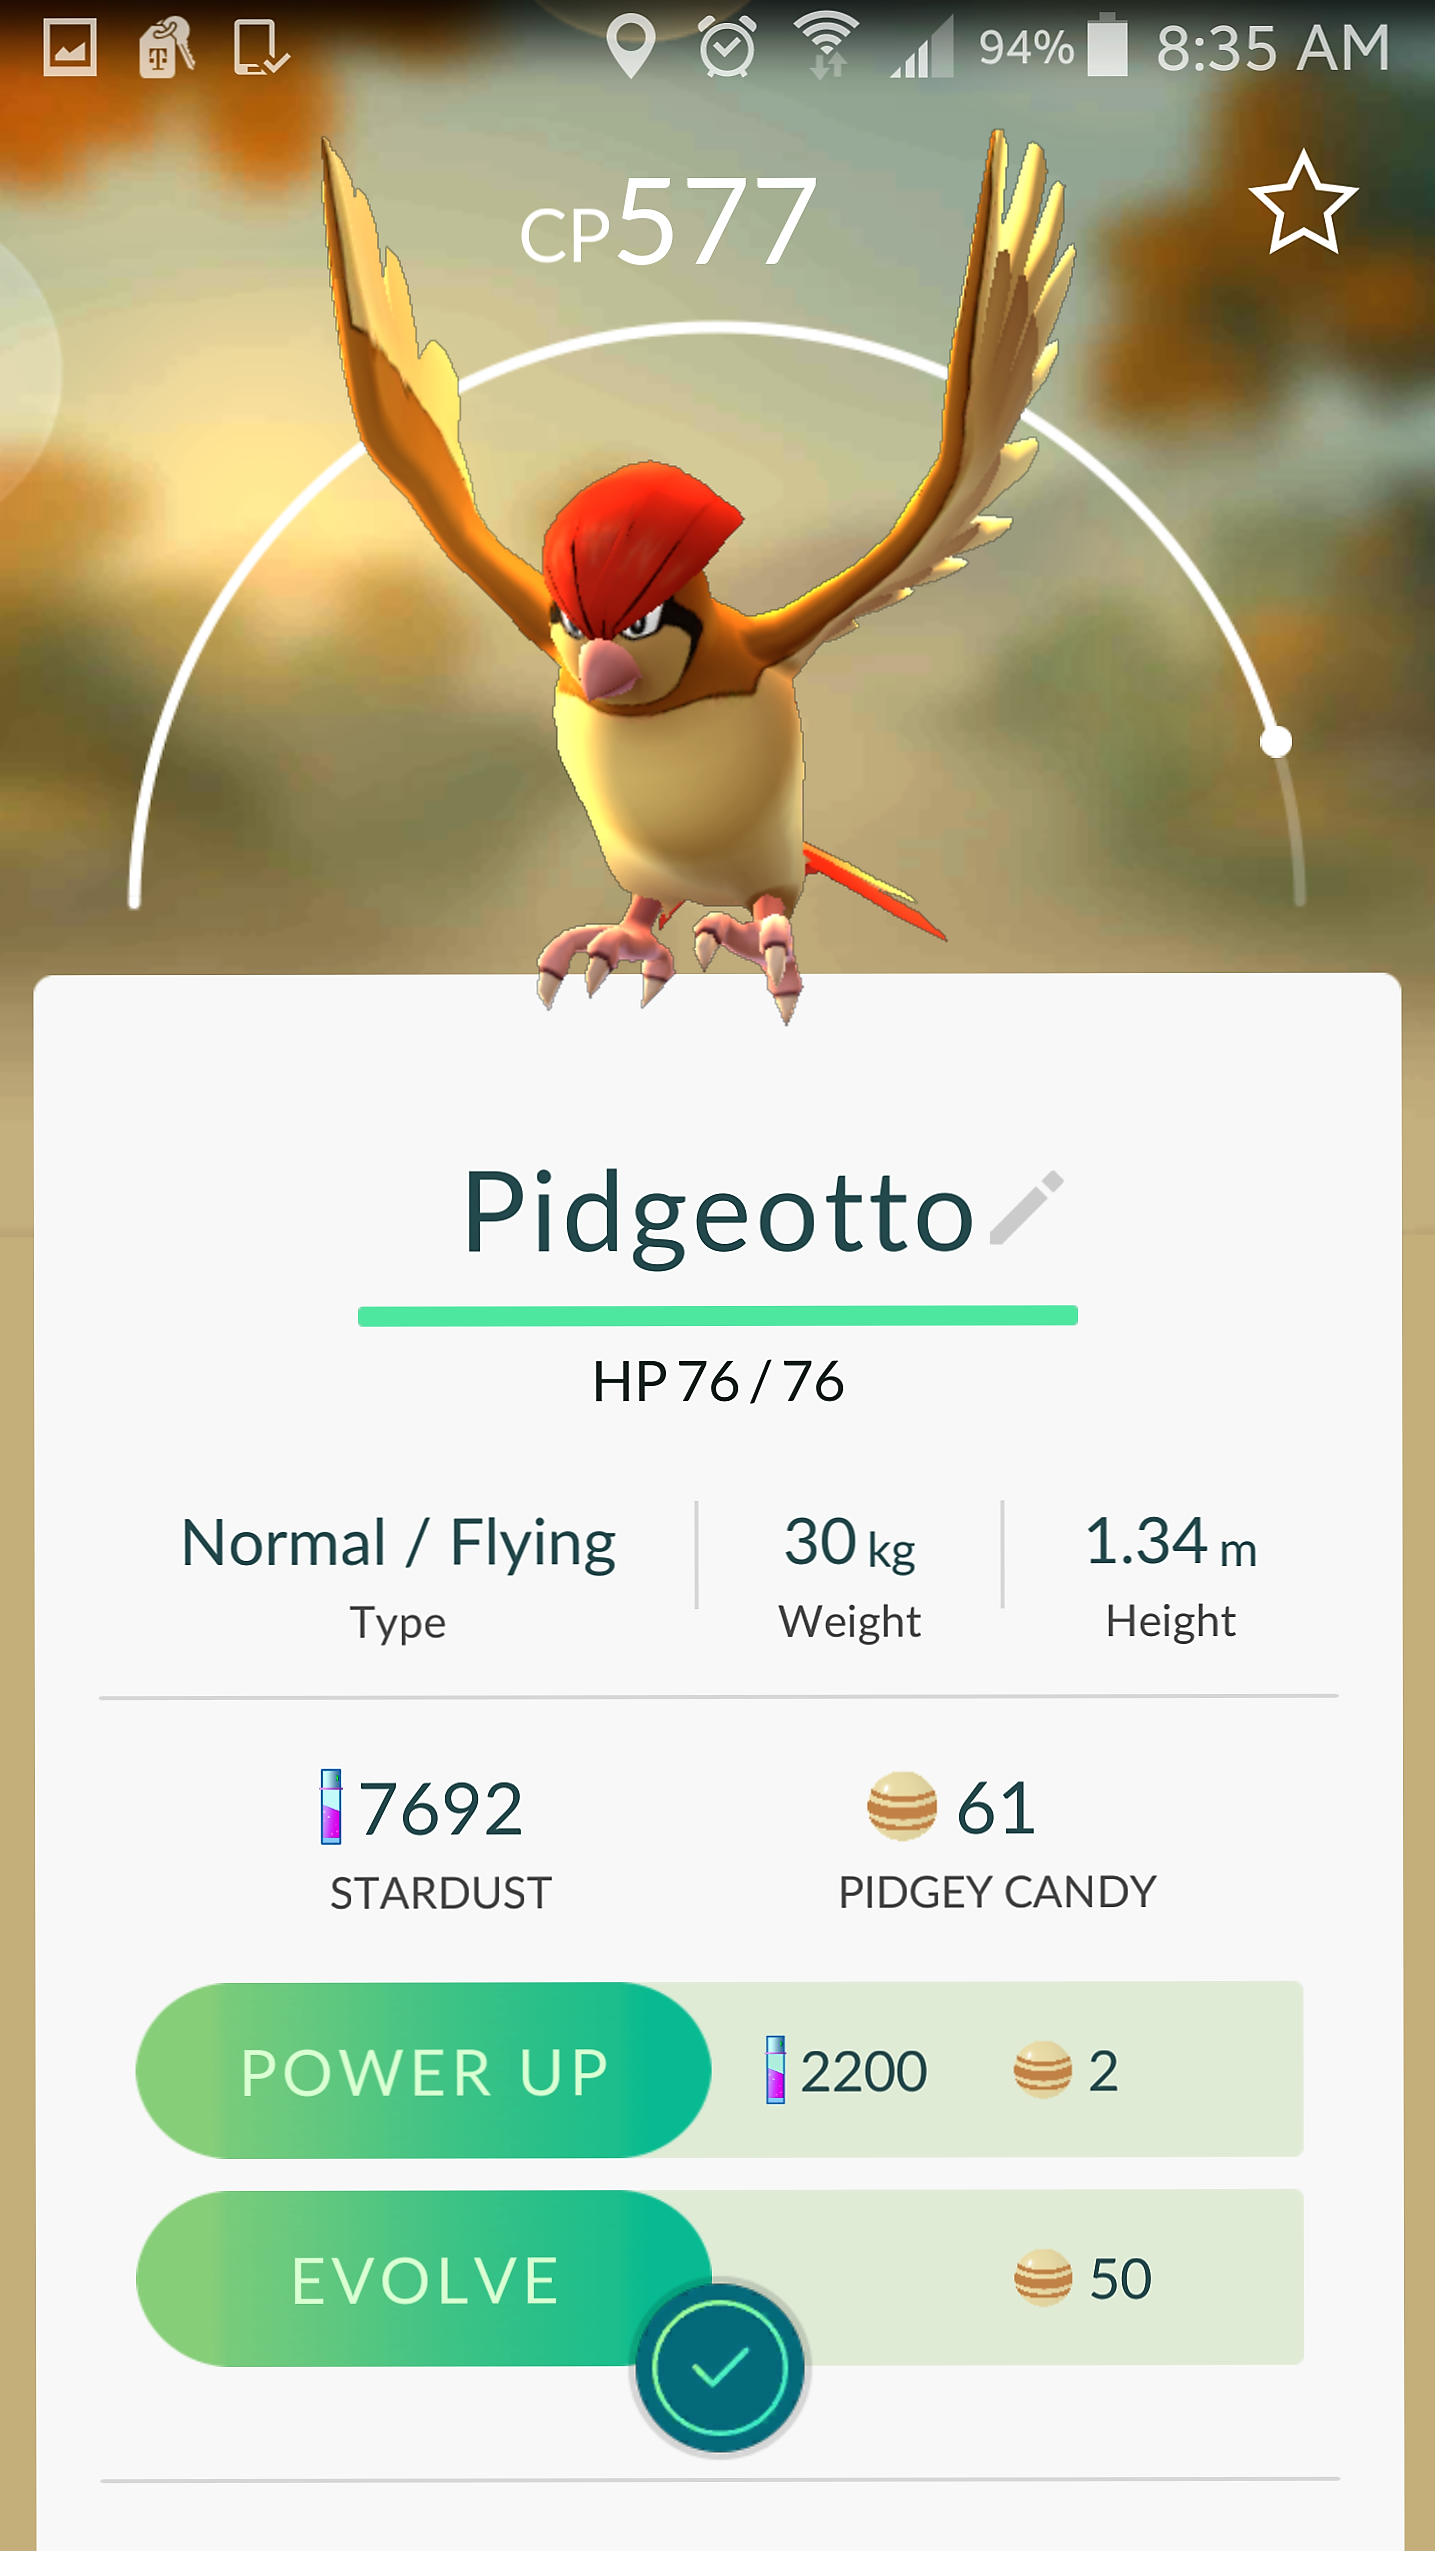 94% 8:35 AM
CP577
Pidgeotto
HP 76 / 76
Normal / Flying
Type
30 kg
Weight
1.34 m
Height
7692
STARDUST
61
PIDGEY CANDY
POWER UP 2200 2
EVOLVE 50